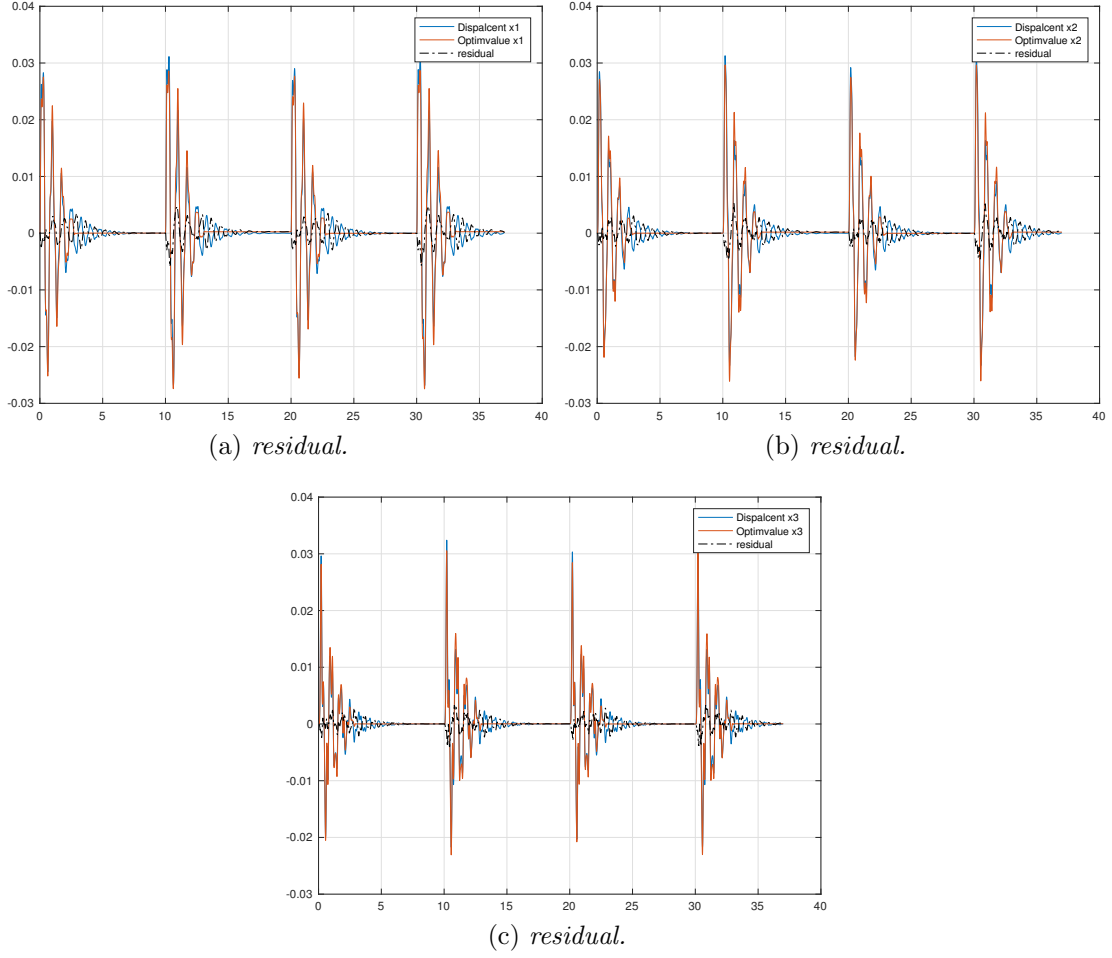 0.04
0.03
0.02
0.01
0
-0.01
-0.02
-0.03
0 5 10 15 20 25 30 35 40
Dispalcent x1
Optimvalue x1
residual
(a) residual.
0.04
0.03
0.02
0.01
0
-0.01
-0.02
-0.03
0 5 10 15 20 25 30 35 40
Dispalcent x2
Optimvalue x2
residual
(b) residual.
0.04
0.03
0.02
0.01
0
-0.01
-0.02
-0.03
0 5 10 15 20 25 30 35 40
Dispalcent x3
Optimvalue x3
residual
(c) residual.